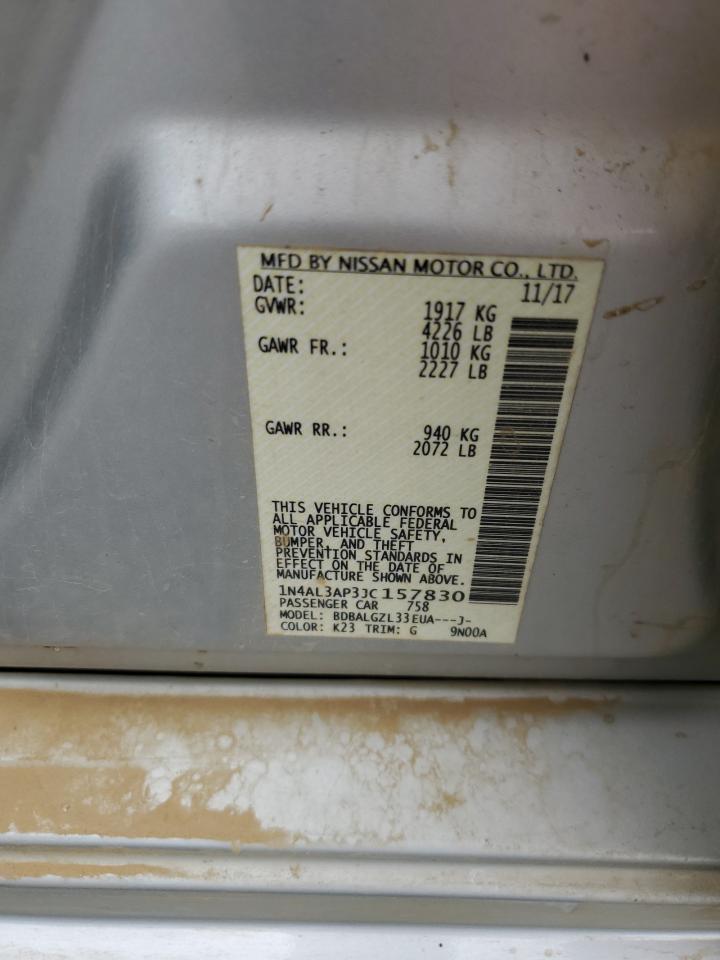 MFD BY NISSAN MOTOR CO., LTD.
DATE: 11/17
GVWR: 1917 KG
4226 LB
GAWR FR.: 1010 KG
2227 LB
GAWR RR.: 940 KG
2072 LB
THIS VEHICLE CONFORMS TO
ALL APPLICABLE FEDERAL
MOTOR VEHICLE SAFETY,
BUMPER, AND THEFT
PREVENTION STANDARDS IN
EFFECT ON THE DATE OF
MANUFACTURE SHOWN ABOVE.
1N4AL3AP3JC157830
PASSENGER CAR 758
MODEL: BDBALGZL33EUA---J-
COLOR: K23 TRIM: G 9N00A